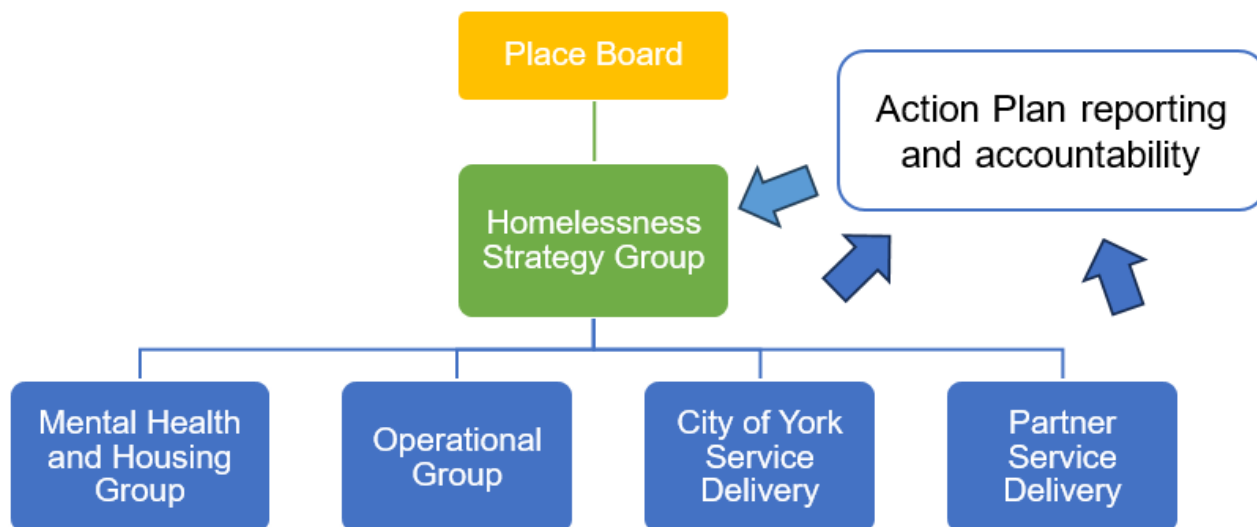 Place Board
Action Plan reporting
and accountability
Homelessness
Strategy Group
Mental Health
and Housing
Group
Operational
Group
City of York
Service
Delivery
Partner
Service
Delivery